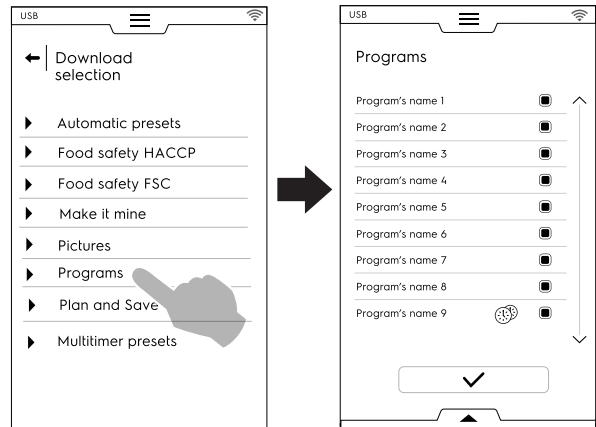 USB
Download
selection
Automatic presets
Food safety HACCP
Food safety FSC
Make it mine
Pictures
Programs
Plan and Save
Multitimer presets
USB
Programs
Program's name 1
Program's name 2
Program's name 3
Program's name 4
Program's name 5
Program's name 6
Program's name 7
Program's name 8
Program's name 9